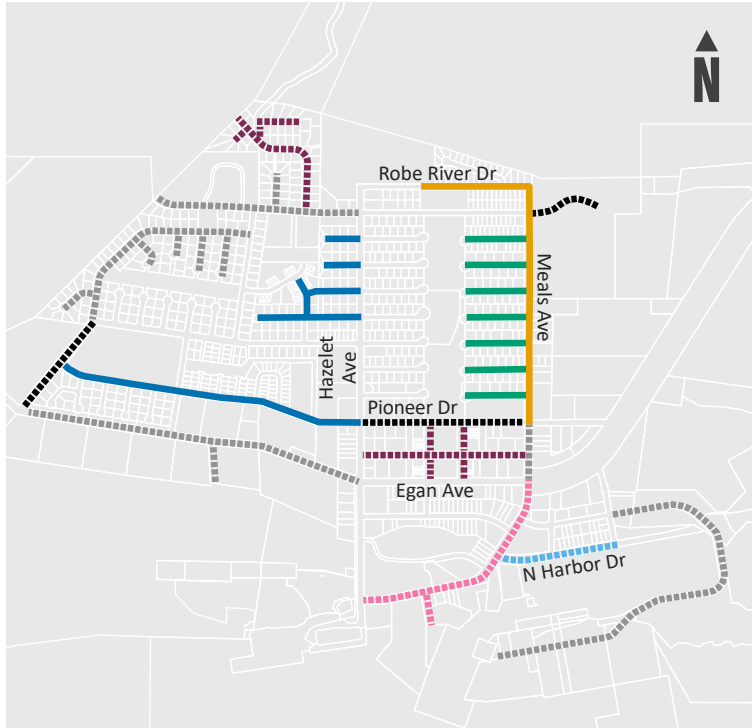 N
Robe River Dr
Meals Ave
Hazelet
Ave
Pioneer Dr
Egan Ave
N Harbor Dr